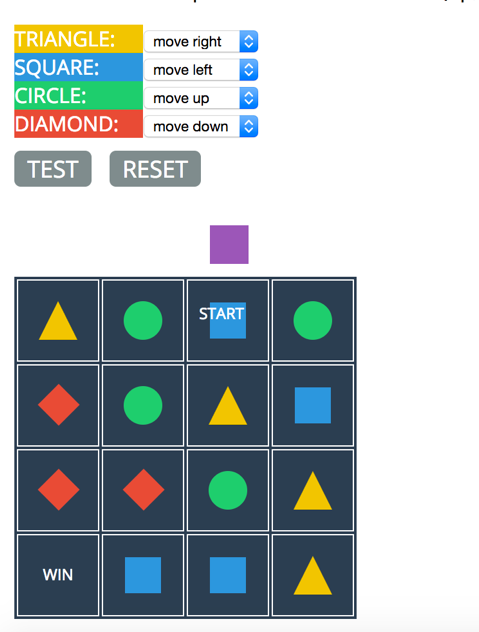 TRIANGLE: move right
SQUARE: move left
CIRCLE: move up
DIAMOND: move down
TEST RESET
START
WIN